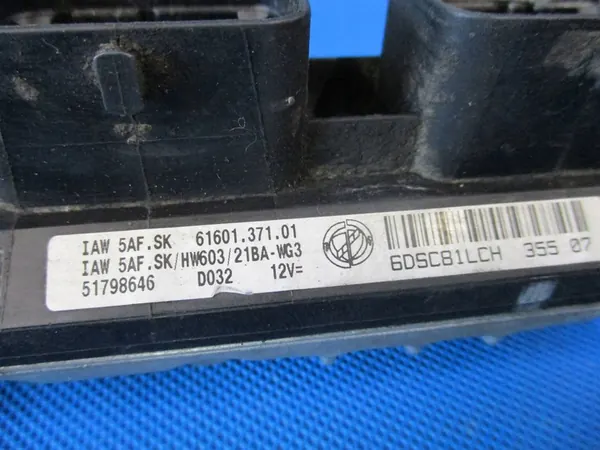 IAW 5AF.SK 61601.371.01
IAW 5AF.SK/HW603/21BA-WG3
51798646 D032 12V=
6DSC81LCH 355 07